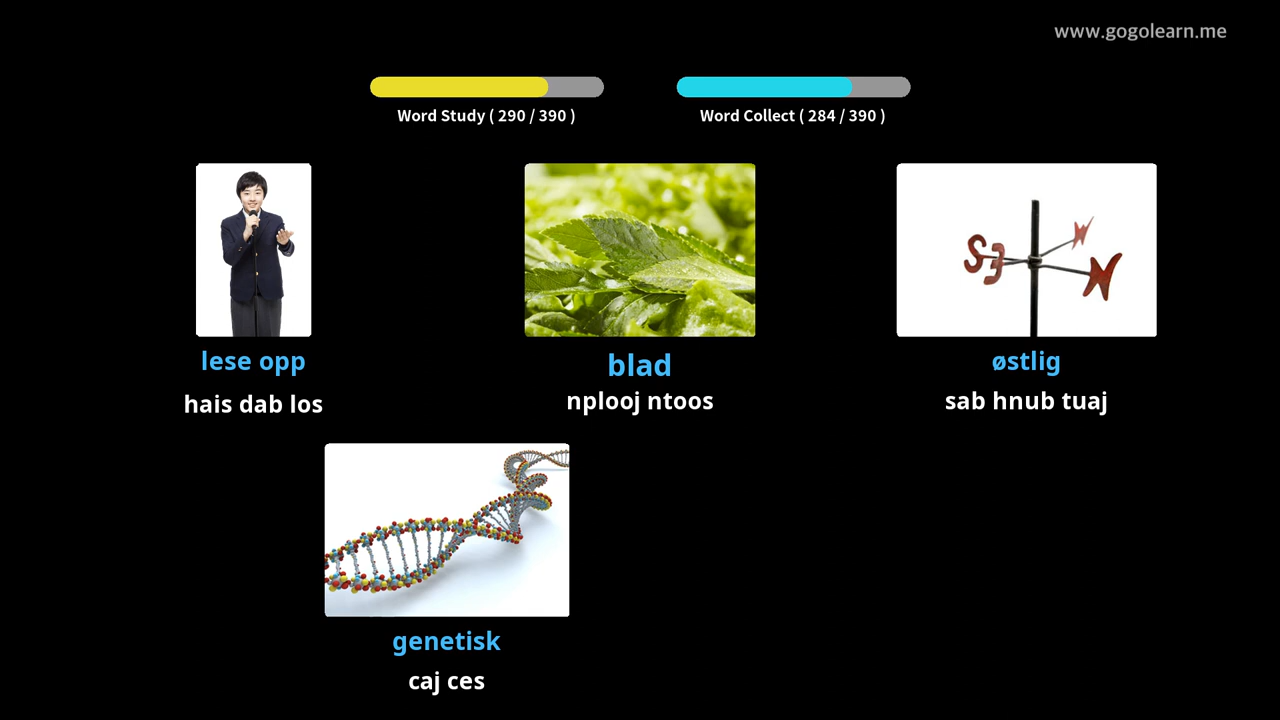 www.gogolearn.me
Word Study ( 290 / 390 )
Word Collect ( 284 / 390 )
lese opp
hais dab los
blad
nplooj ntoos
østlig
sab hnub tuaj
S
E
N
genetisk
caj ces